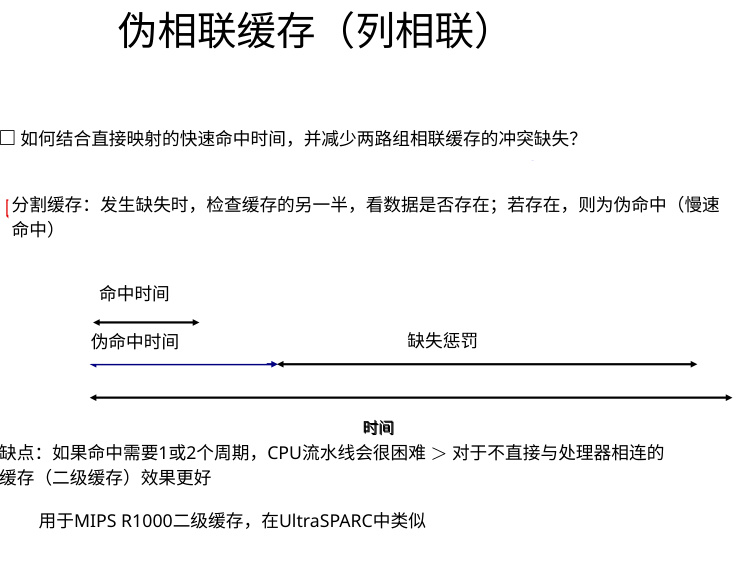 伪相联缓存（列相联）
□ 如何结合直接映射的快速命中时间，并减少两路组相联缓存的冲突缺失？
分割缓存：发生缺失时，检查缓存的另一半，看数据是否存在；若存在，则为伪命中（慢速
命中）
命中时间
伪命中时间
缺失惩罚
时间
缺点：如果命中需要1或2个周期，CPU流水线会很困难 ＞ 对于不直接与处理器相连的
缓存（二级缓存）效果更好
用于MIPS R1000二级缓存，在UltraSPARC中类似